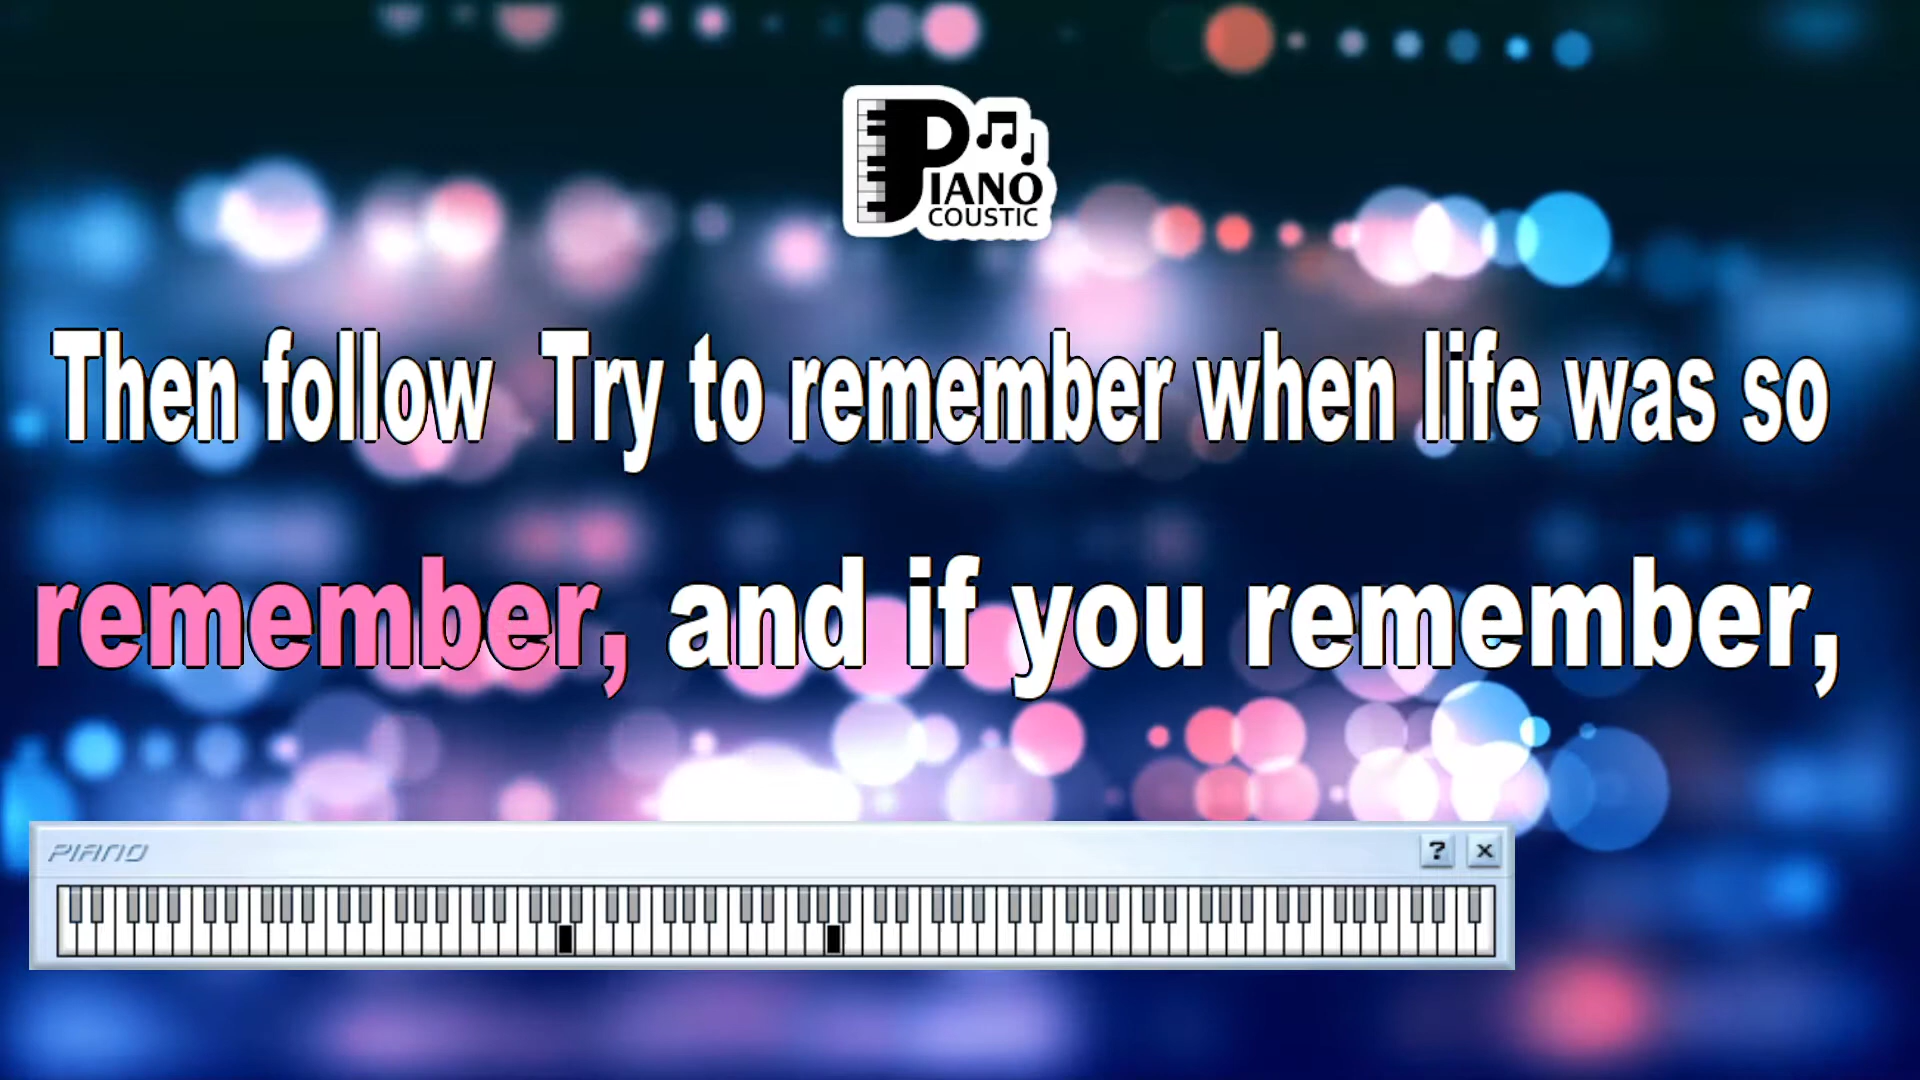 PIANO
COUSTIC
Then follow Try to remember when life was so
remember, and if you remember,
PIANO
? x